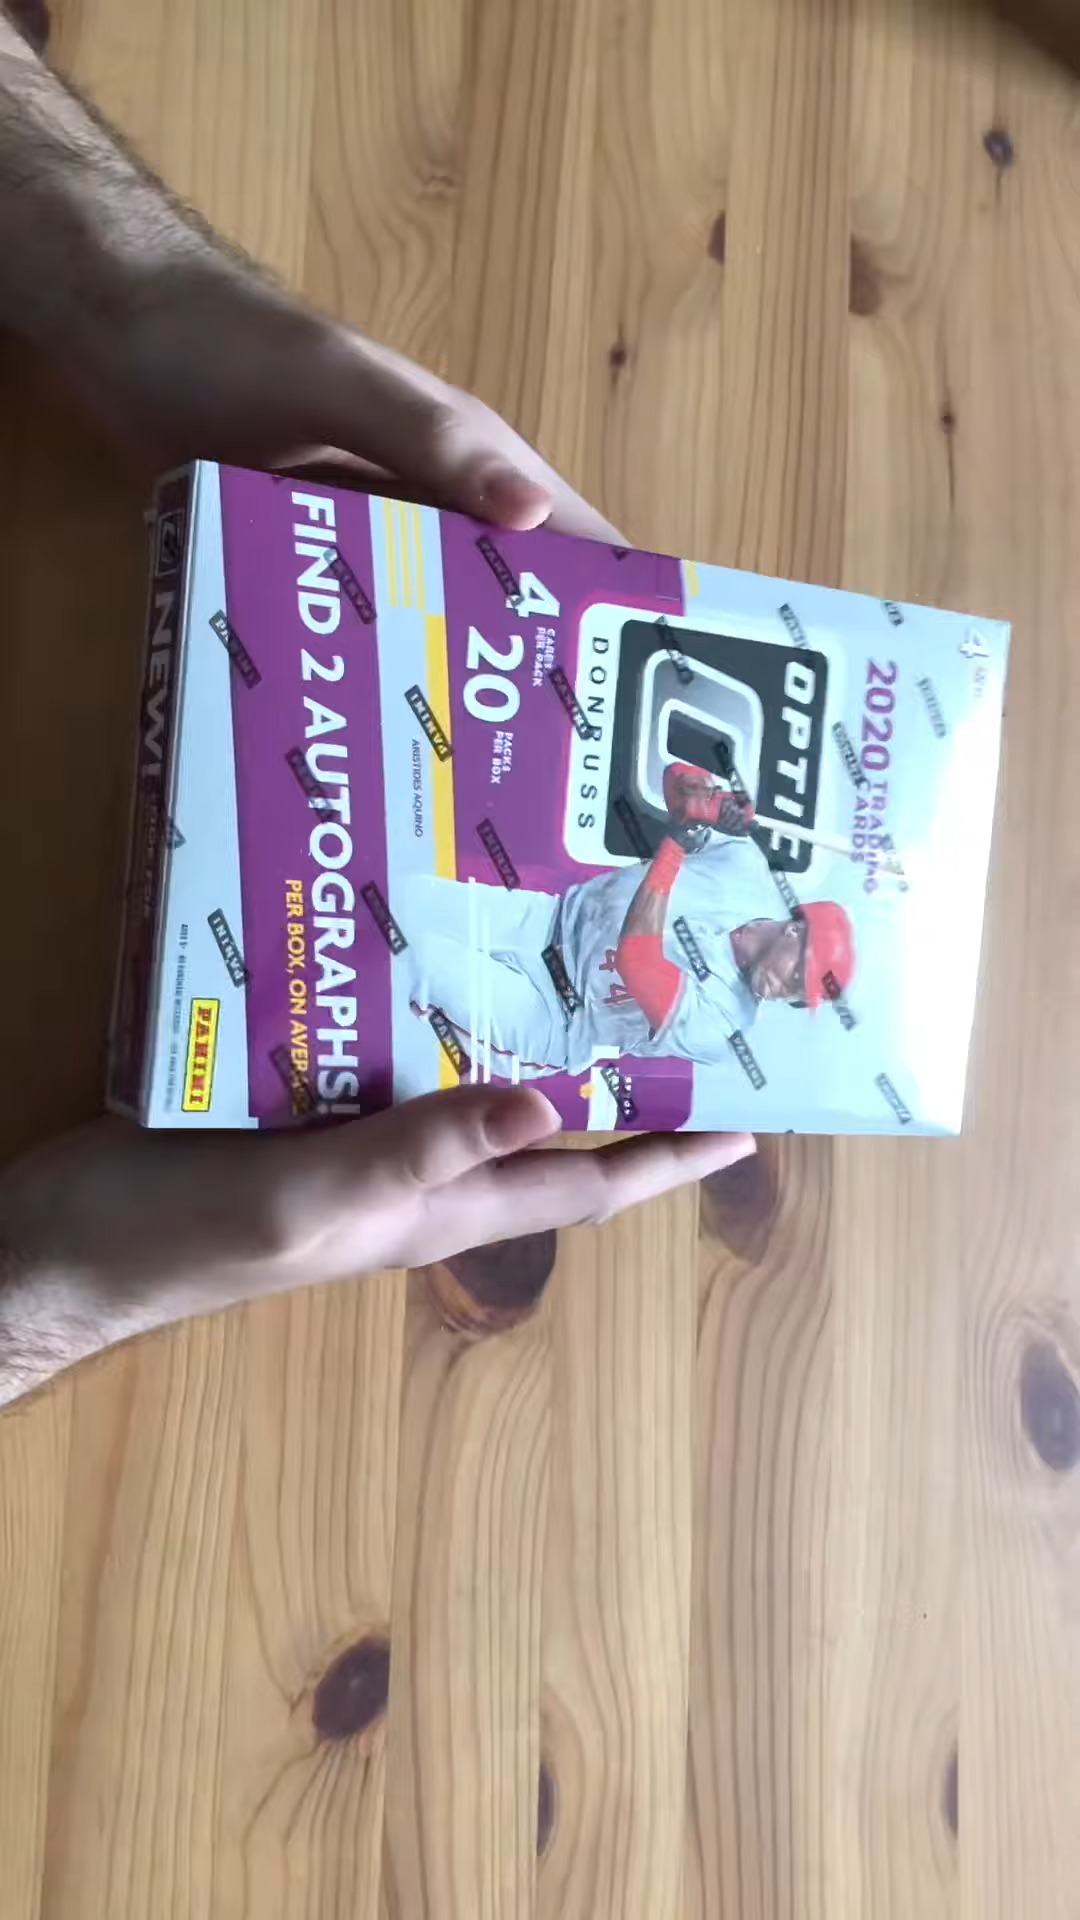 2020 TRADING
CARDS
OPTIC
DONRUSS
4 CARDS
PER PACK
20 PACKS
PER BOX
ARISTIDES AQUINO
FIND 2 AUTOGRAPHS!
PER BOX, ON AVERAGE
PANINI
NEW!